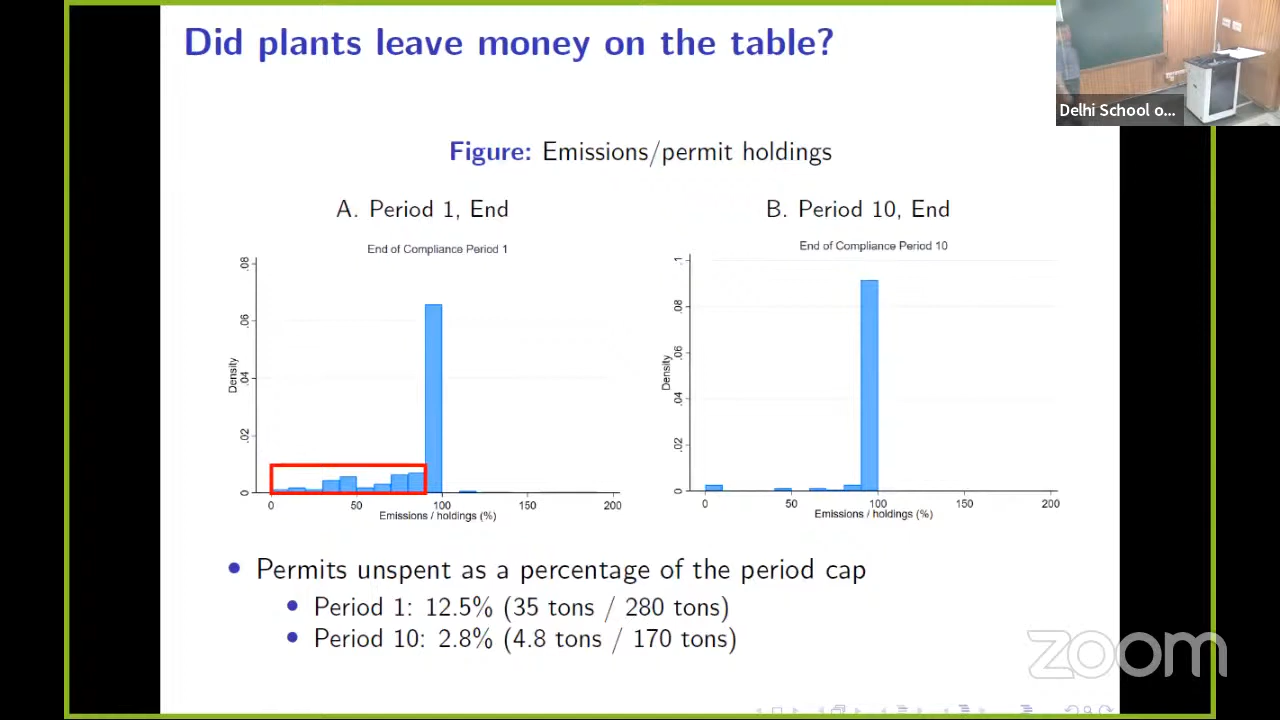 Did plants leave money on the table?
Delhi School o...
Figure: Emissions/permit holdings
A. Period 1, End
B. Period 10, End
End of Compliance Period 1
End of Compliance Period 10
Density
0 .02 .04 .06 .08
0 50 100 150 200
Emissions / holdings (%)
Density
0 .02 .04 .06 .08 .1
0 50 100 150 200
Emissions / holdings (%)
• Permits unspent as a percentage of the period cap
• Period 1: 12.5% (35 tons / 280 tons)
• Period 10: 2.8% (4.8 tons / 170 tons)
zoom